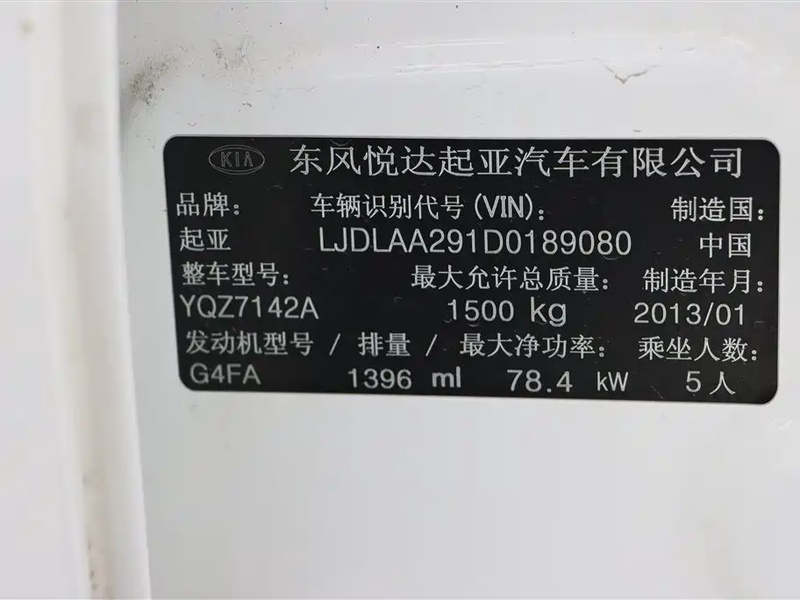 KIA 东风悦达起亚汽车有限公司
品牌： 车辆识别代号(VIN)： 制造国：
起亚 LJDLAA291D0189080 中国
整车型号： 最大允许总质量： 制造年月：
YQZ7142A 1500 kg 2013/01
发动机型号 / 排量 / 最大净功率： 乘坐人数：
G4FA 1396 ml 78.4 kW 5人